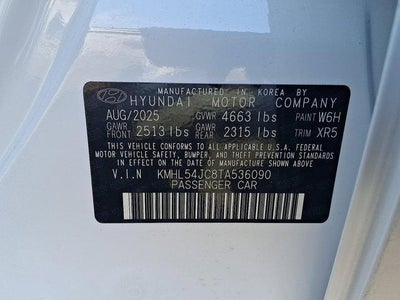 MANUFACTURED IN KOREA BY
HYUNDAI MOTOR COMPANY
AUG/2025 GVWR 4663 lbs PAINT W6H
GAWR FRONT 2513 lbs GAWR REAR 2315 lbs TRIM XR5
THIS VEHICLE CONFORMS TO ALL APPLICABLE U.S.A. FEDERAL
MOTOR VEHICLE SAFETY, BUMPER, AND THEFT PREVENTION STANDARDS
IN EFFECT ON THE DATE OF MANUFACTURE SHOWN ABOVE.
V.I.N KMHL54JC8TA536090
PASSENGER CAR